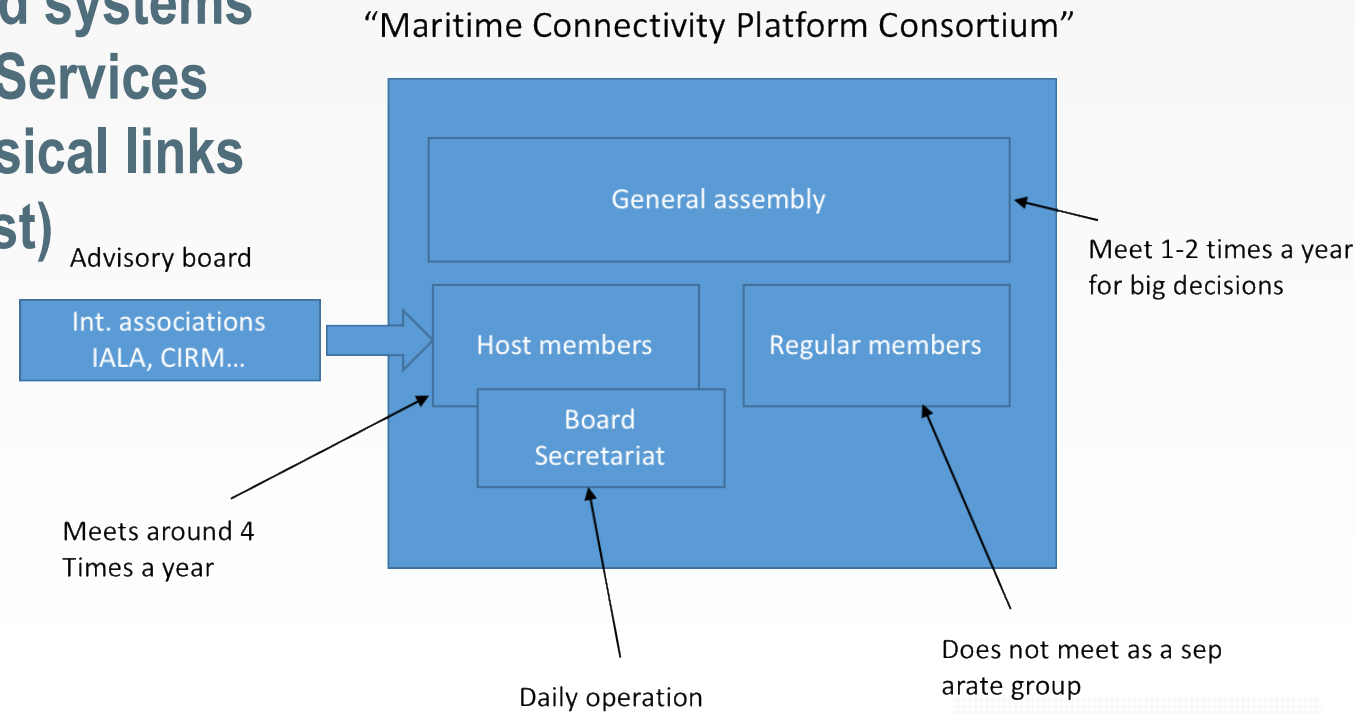 d systems
Services
sical links
st)
“Maritime Connectivity Platform Consortium”
General assembly
Meet 1-2 times a year
for big decisions
Advisory board
Int. associations
IALA, CIRM...
Host members
Regular members
Board
Secretariat
Meets around 4
Times a year
Daily operation
Does not meet as a sep
arate group